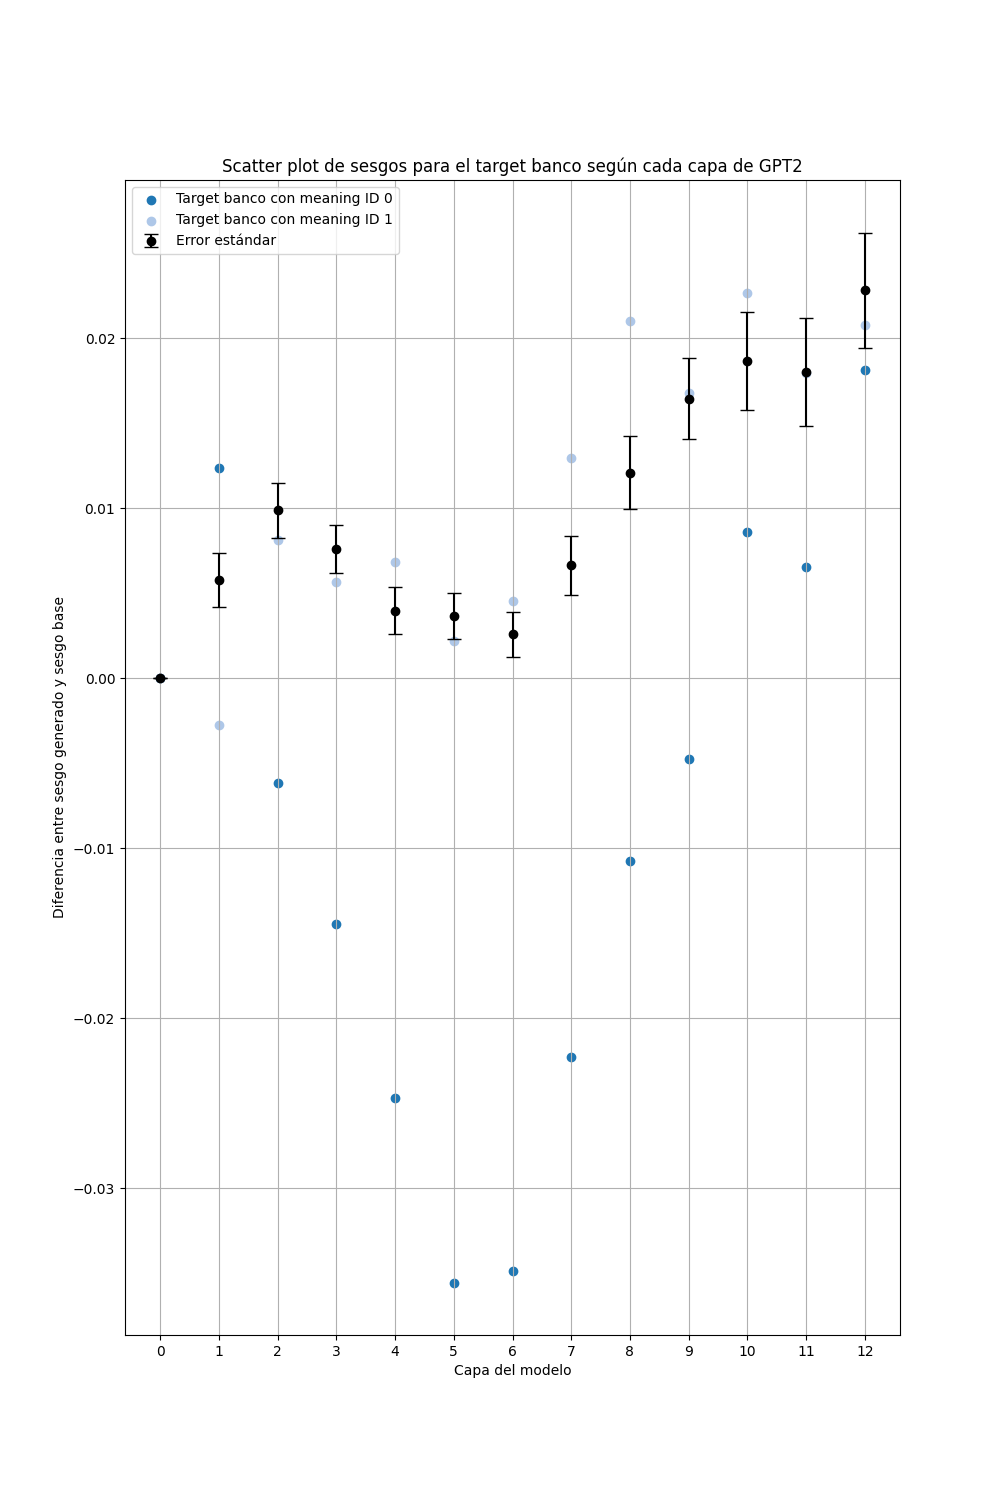 Scatter plot de sesgos para el target banco según cada capa de GPT2
Target banco con meaning ID 0
Target banco con meaning ID 1
Error estándar
0.02
0.01
0.00
−0.01
−0.02
−0.03
Diferencia entre sesgo generado y sesgo base
0 1 2 3 4 5 6 7 8 9 10 11 12
Capa del modelo